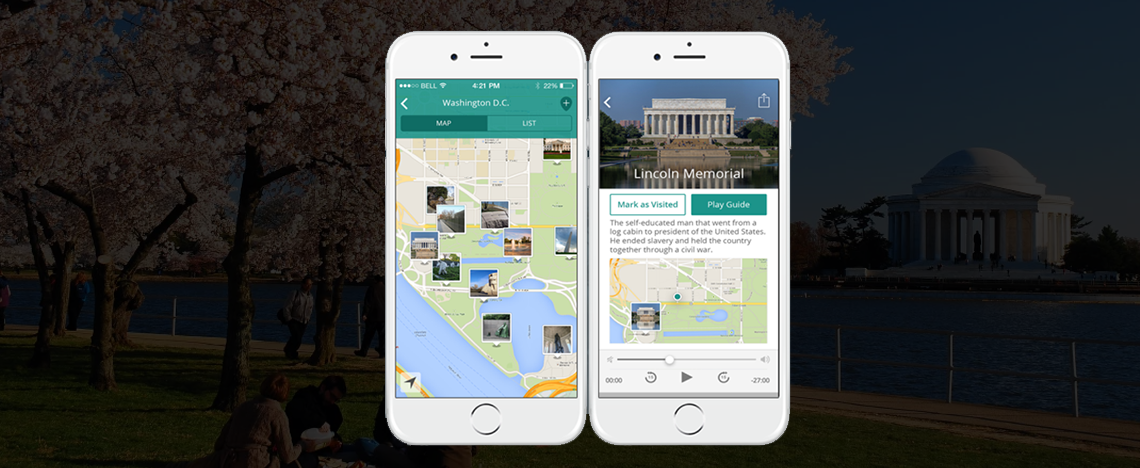 BELL 4:21 PM 22%
Washington D.C.
MAP LIST
Lincoln Memorial
Mark as Visited Play Guide
The self-educated man that went from a
log cabin to president of the United States.
He ended slavery and held the country
together through a civil war.
00:00 15 15 -27:00